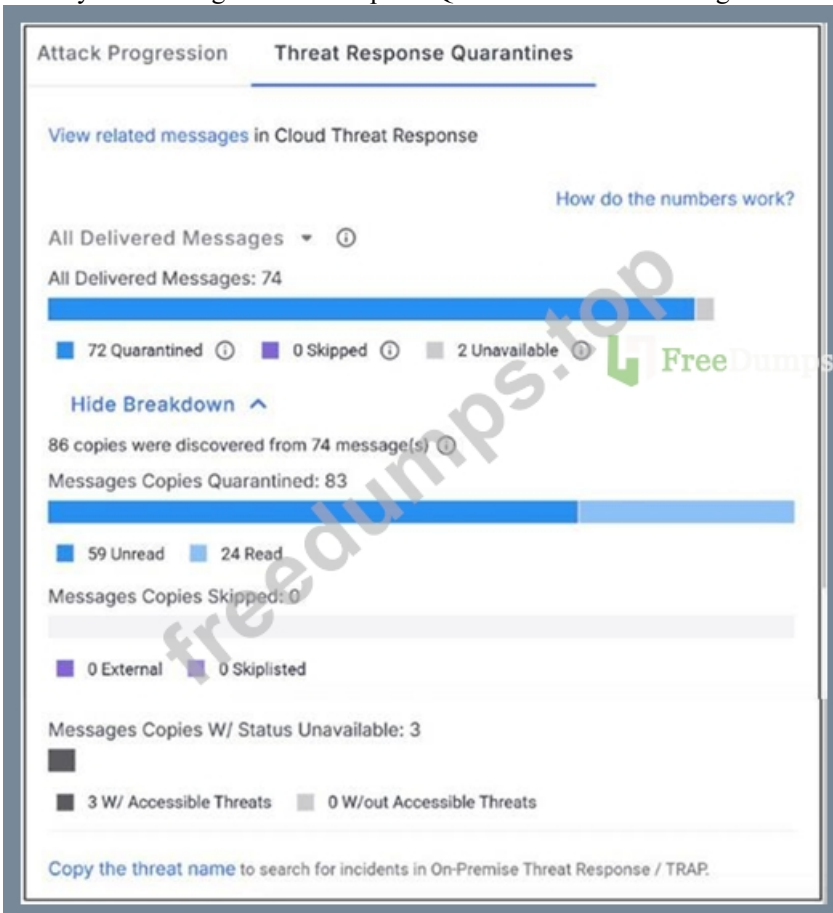 Attack Progression Threat Response Quarantines
View related messages in Cloud Threat Response
How do the numbers work?
All Delivered Messages
All Delivered Messages: 74
72 Quarantined 0 Skipped 2 Unavailable
FreeDumps
Hide Breakdown
86 copies were discovered from 74 message(s)
Messages Copies Quarantined: 83
59 Unread 24 Read
Messages Copies Skipped: 0
0 External 0 Skiplisted
Messages Copies W/ Status Unavailable: 3
3 W/ Accessible Threats 0 W/out Accessible Threats
Copy the threat name to search for incidents in On-Premise Threat Response / TRAP.
freedumps.top